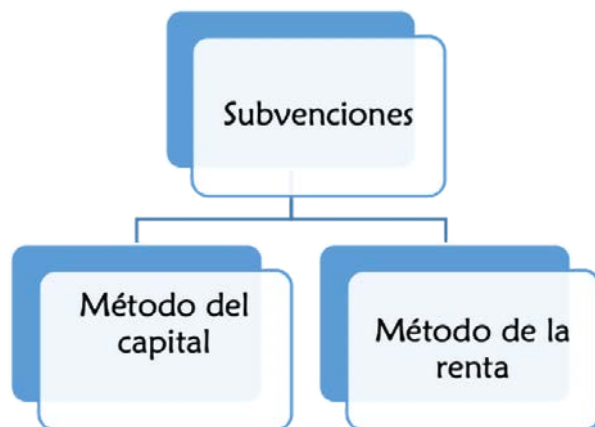 Subvenciones
Método del
capital
Método de la
renta